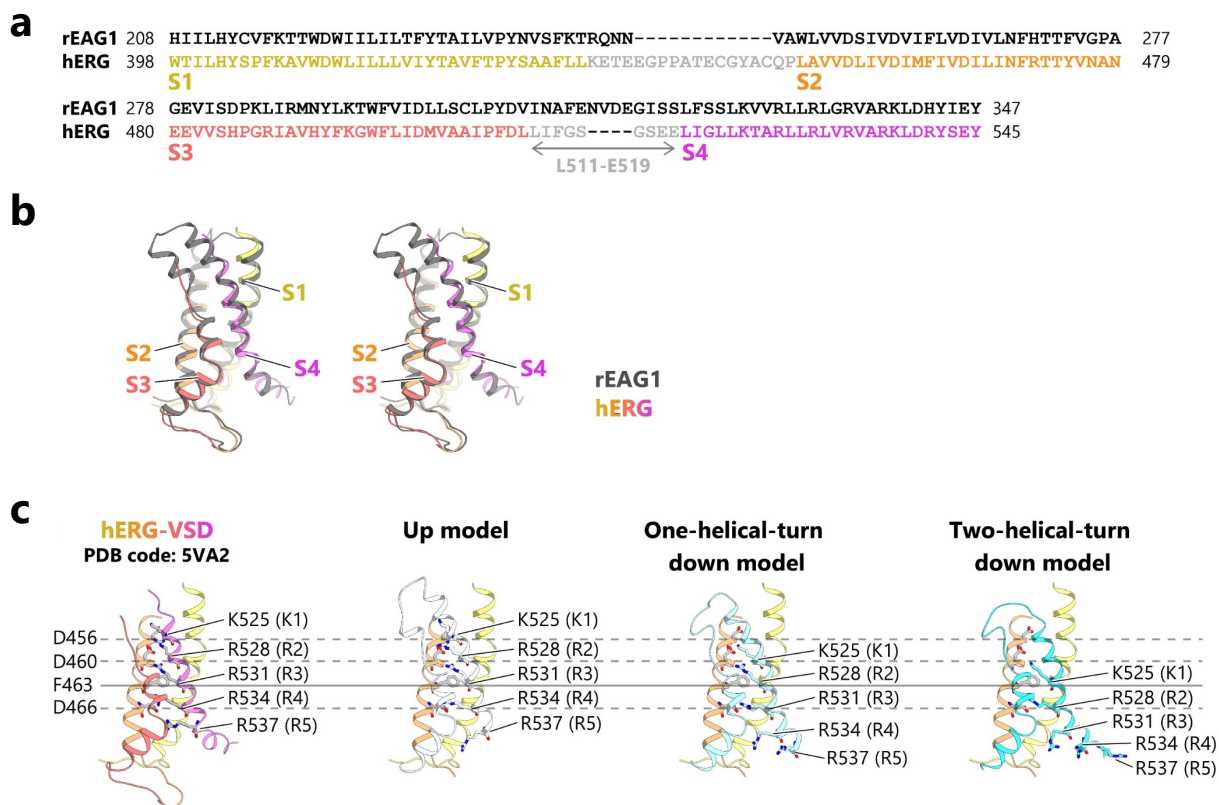 a
rEAG1 208 HIILHYCVFKTTWDWIILILTFYTAILVPYNVSFKTRQNN------------VAWLVVDSIVDVIFLVDIVLNFHTTFVGPA 277
hERG 398 WTILHYSPFKAVWDWLILLLVIYTAVFTPYSAAFLLKETEEGPPATECGYACQPLAVVDLIVDIMFIVDILINFRTTYVNAN 479
S1 S2
rEAG1 278 GEVISDPKLIRMNYLKTWFVIDLLSCLPYDVINAFENVDEGISSLFSSLKVVRLLRLGRVARKLDHYIEY 347
hERG 480 EEVVSHPGRIAVHYFKGWFLIDMVAAIPFDLLIFGS----GSEELIGLLKTARLLRLVRVARKLDRYSEY 545
S3 L511-E519 S4
b
S1 S1
S2 S2
S3 S4 S3 S4
rEAG1
hERG
c
hERG-VSD Up model One-helical-turn Two-helical-turn
PDB code: 5VA2 down model down model
K525 (K1) K525 (K1)
D456
R528 (R2) R528 (R2) K525 (K1)
D460
R531 (R3) R531 (R3) R528 (R2) K525 (K1)
F463
R534 (R4) R534 (R4) R531 (R3) R528 (R2)
D466
R537 (R5) R537 (R5) R534 (R4) R531 (R3)
R537 (R5) R534 (R4)
R537 (R5)